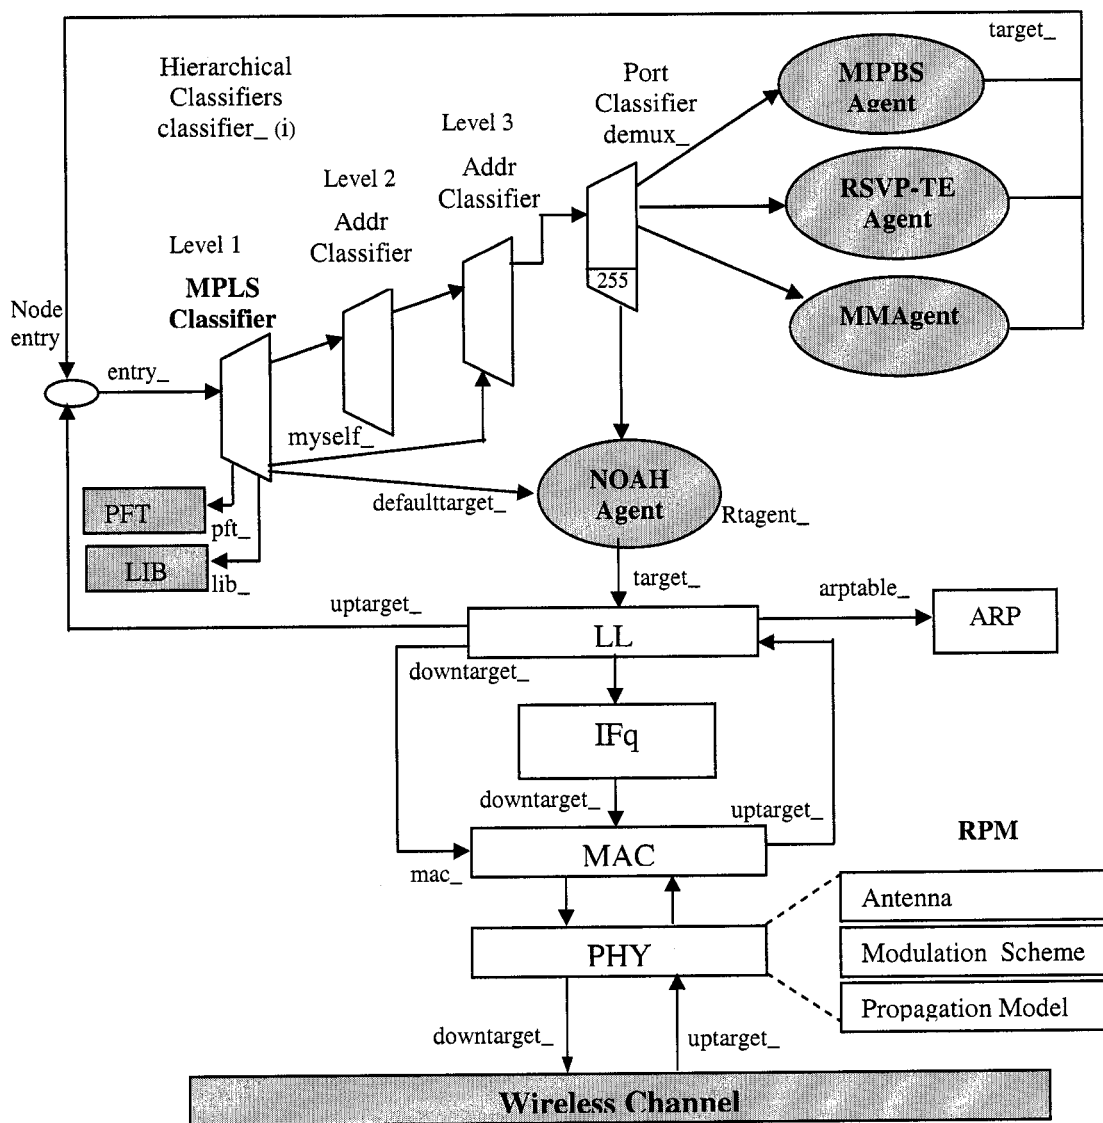 target_
Hierarchical
Classifiers
classifier_ (i)
Port
Classifier
demux_
MIPBS
Agent
Level 3
Addr
Classifier
Level 2
Addr
Classifier
RSVP-TE
Agent
Level 1
MPLS
Classifier
255
MMAgent
Node
entry
entry_
myself_
defaulttarget_
NOAH
Agent
Rtagent_
PFT
pft_
LIB
lib_
target_
uptarget_
arptable_
LL
ARP
downtarget_
IFq
downtarget_
uptarget_
RPM
MAC
mac_
Antenna
PHY
Modulation Scheme
Propagation Model
downtarget_
uptarget_
Wireless Channel